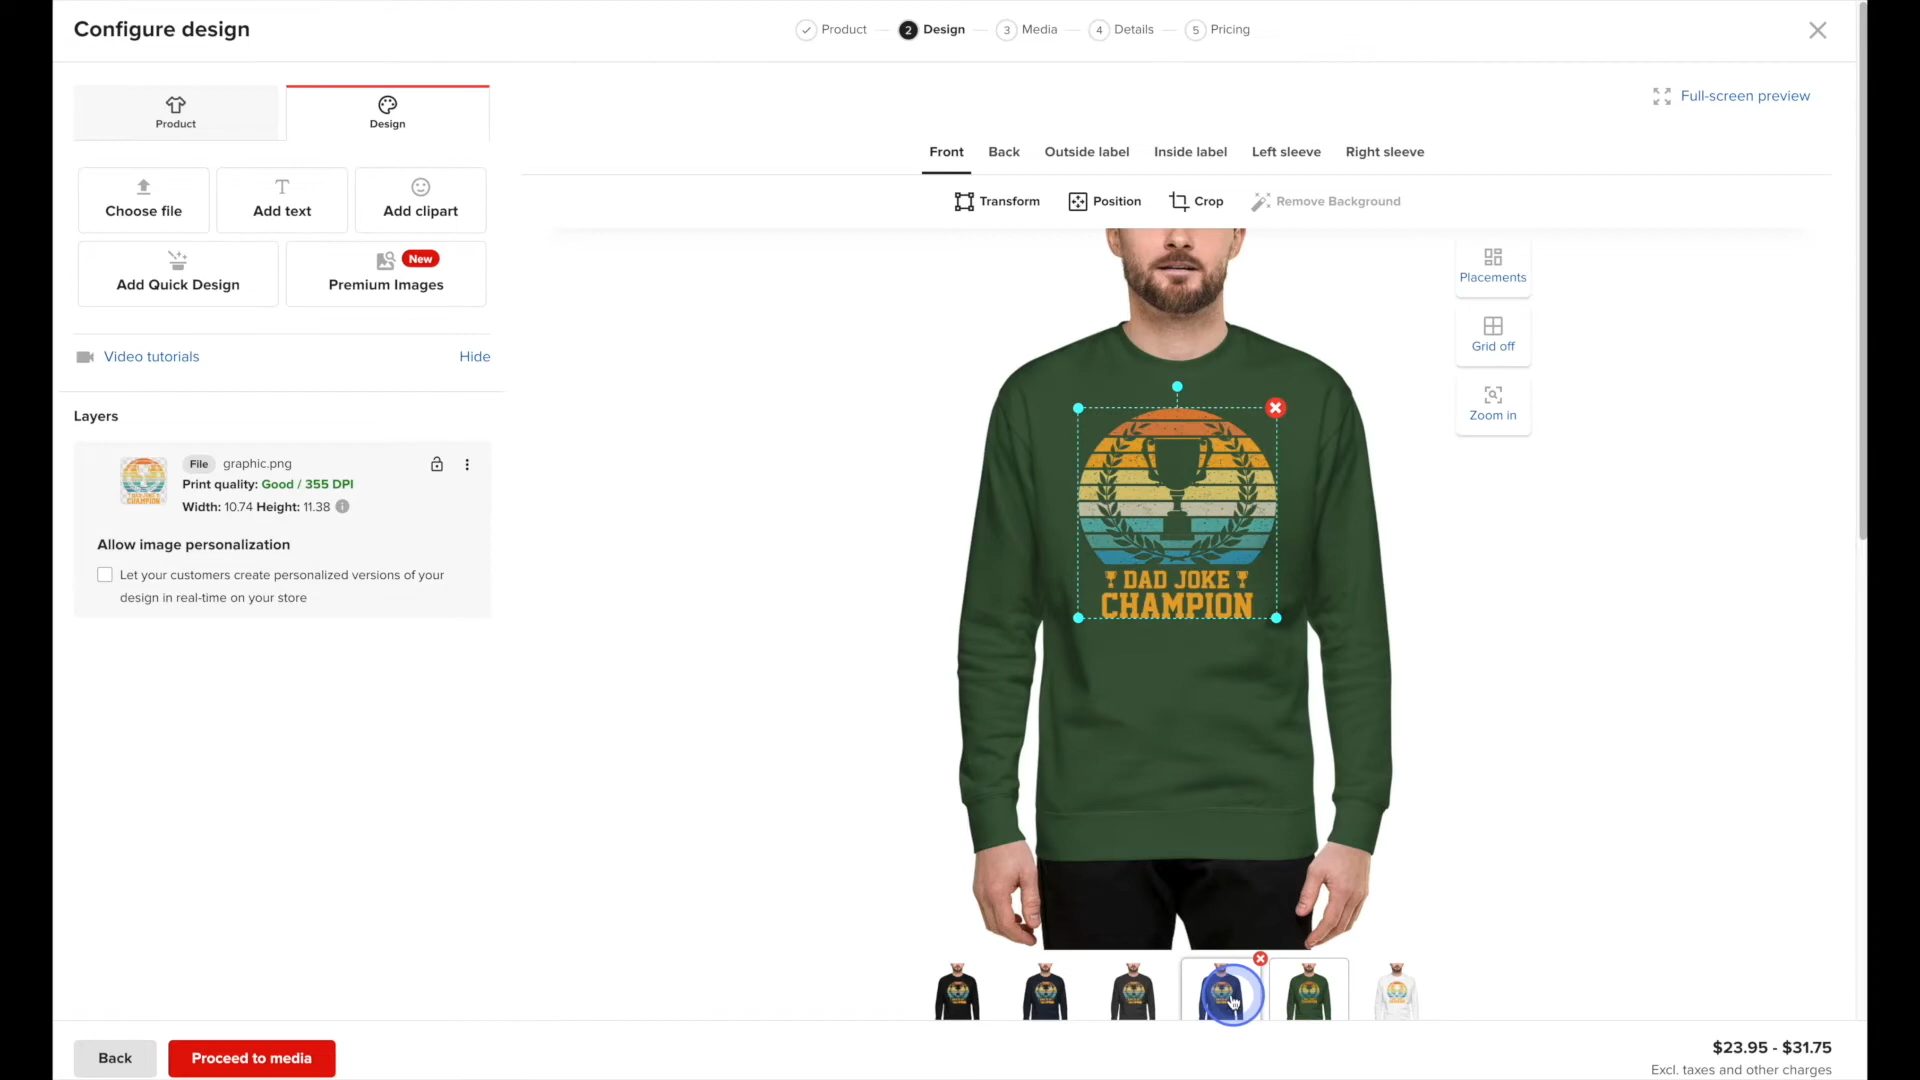 Configure design
Product
2 Design
3 Media
4 Details
5 Pricing
Product
Design
Full-screen preview
Front
Back
Outside label
Inside label
Left sleeve
Right sleeve
Choose file
Add text
Add clipart
Transform
Position
Crop
Remove Background
Add Quick Design
New
Premium Images
Placements
Grid off
Zoom in
Video tutorials
Hide
Layers
File graphic.png
Print quality: Good / 355 DPI
Width: 10.74 Height: 11.38
Allow image personalization
Let your customers create personalized versions of your
design in real-time on your store
DAD JOKE
CHAMPION
Back
Proceed to media
$23.95 - $31.75
Excl. taxes and other charges